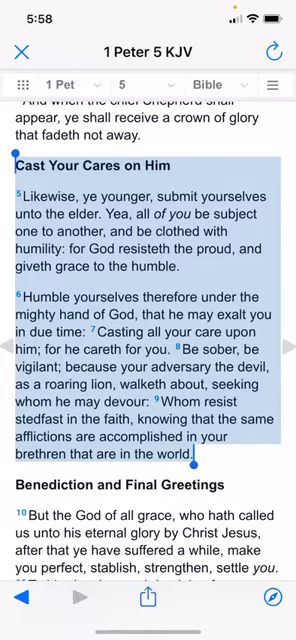 5:58
1 Peter 5 KJV
1 Pet 5 Bible
And when the chief Shepherd shall
appear, ye shall receive a crown of glory
that fadeth not away.
Cast Your Cares on Him
5 Likewise, ye younger, submit yourselves
unto the elder. Yea, all of you be subject
one to another, and be clothed with
humility: for God resisteth the proud, and
giveth grace to the humble.
6 Humble yourselves therefore under the
mighty hand of God, that he may exalt you
in due time: 7 Casting all your care upon
him; for he careth for you. 8 Be sober, be
vigilant; because your adversary the devil,
as a roaring lion, walketh about, seeking
whom he may devour: 9 Whom resist
stedfast in the faith, knowing that the same
afflictions are accomplished in your
brethren that are in the world.
Benediction and Final Greetings
10 But the God of all grace, who hath called
us unto his eternal glory by Christ Jesus,
after that ye have suffered a while, make
you perfect, stablish, strengthen, settle you.